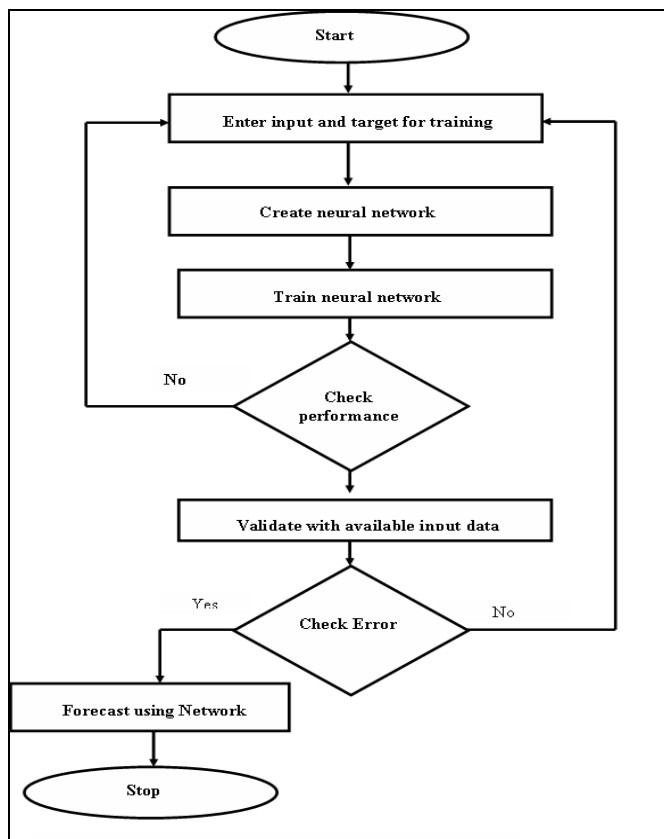 Start
Enter input and target for training
Create neural network
Train neural network
No
Check
performance
Validate with available input data
Yes
Check Error
No
Forecast using Network
Stop